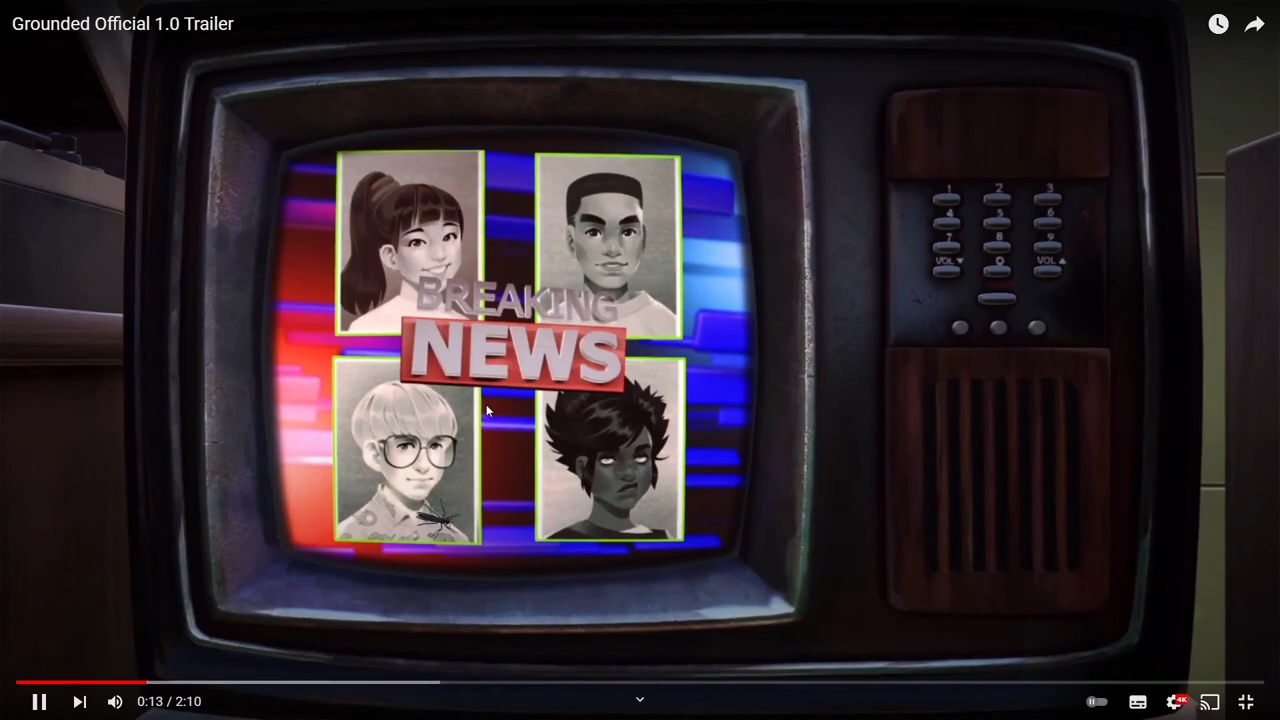 Grounded Official 1.0 Trailer
1 2 3
4 5 6
7 8 9
VOL▼ VOL▲
BREAKING
NEWS
0:13 / 2:10
4K